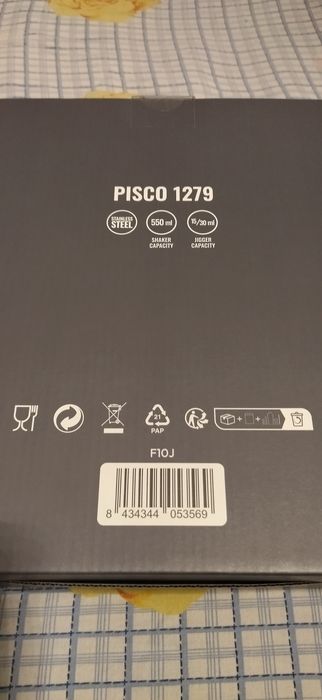 PISCO 1279
STAINLESS
STEEL
550 ml
15/30 ml
SHAKER
CAPACITY
JIGGER
CAPACITY
21
PAP
F10J
8 434344 053569